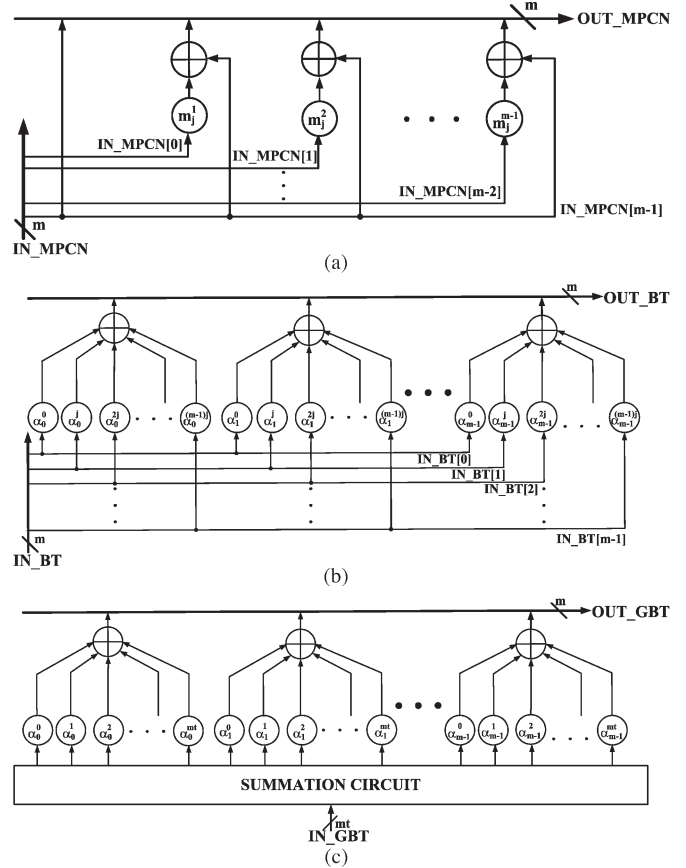 m
OUT_MPCN
m_j^1 m_j^2 . . . m_j^{m-1}
IN_MPCN[0]
IN_MPCN[1]
IN_MPCN[m-2]
IN_MPCN[m-1]
m
IN_MPCN
(a)
m
OUT_BT
α_0^0 α_0^j α_0^{2j} . . . α_0^{(m-1)j} α_1^0 α_1^j α_1^{2j} . . . α_1^{(m-1)j} . . . α_{m-1}^0 α_{m-1}^j α_{m-1}^{2j} . . . . α_{m-1}^{(m-1)j}
IN_BT[0]
IN_BT[1]
IN_BT[2]
IN_BT[m-1]
m
IN_BT
(b)
m
OUT_GBT
α_0^0 α_0^1 α_0^2 . . . . α_0^{mt} α_1^0 α_1^1 α_1^2 . . . . α_1^{mt} . . . α_{m-1}^0 α_{m-1}^1 α_{m-1}^2 . . . . α_{m-1}^{mt}
SUMMATION CIRCUIT
mt
IN_GBT
(c)